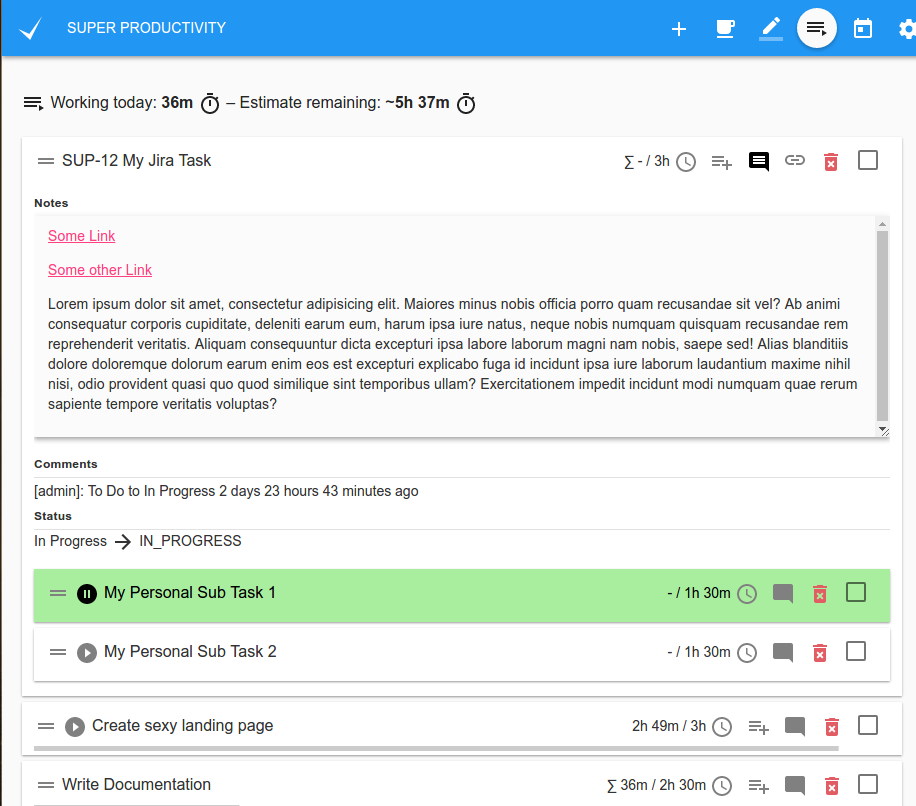 SUPER PRODUCTIVITY
Working today: 36m – Estimate remaining: ~5h 37m
SUP-12 My Jira Task
∑ - / 3h
Notes
Some Link
Some other Link
Lorem ipsum dolor sit amet, consectetur adipisicing elit. Maiores minus nobis officia porro quam recusandae sit vel? Ab animi
consequatur corporis cupiditate, deleniti earum eum, harum ipsa iure natus, neque nobis numquam quisquam recusandae rem
reprehenderit veritatis. Aliquam consequuntur dicta excepturi ipsa labore laborum magni nam nobis, saepe sed! Alias blanditiis
dolore doloremque dolorum earum enim eos est excepturi explicabo fuga id incidunt ipsa iure laborum laudantium maxime nihil
nisi, odio provident quasi quo quod similique sint temporibus ullam? Exercitationem impedit incidunt modi numquam quae rerum
sapiente tempore veritatis voluptas?
Comments
[admin]: To Do to In Progress 2 days 23 hours 43 minutes ago
Status
In Progress → IN_PROGRESS
My Personal Sub Task 1
- / 1h 30m
My Personal Sub Task 2
- / 1h 30m
Create sexy landing page
2h 49m / 3h
Write Documentation
∑ 36m / 2h 30m